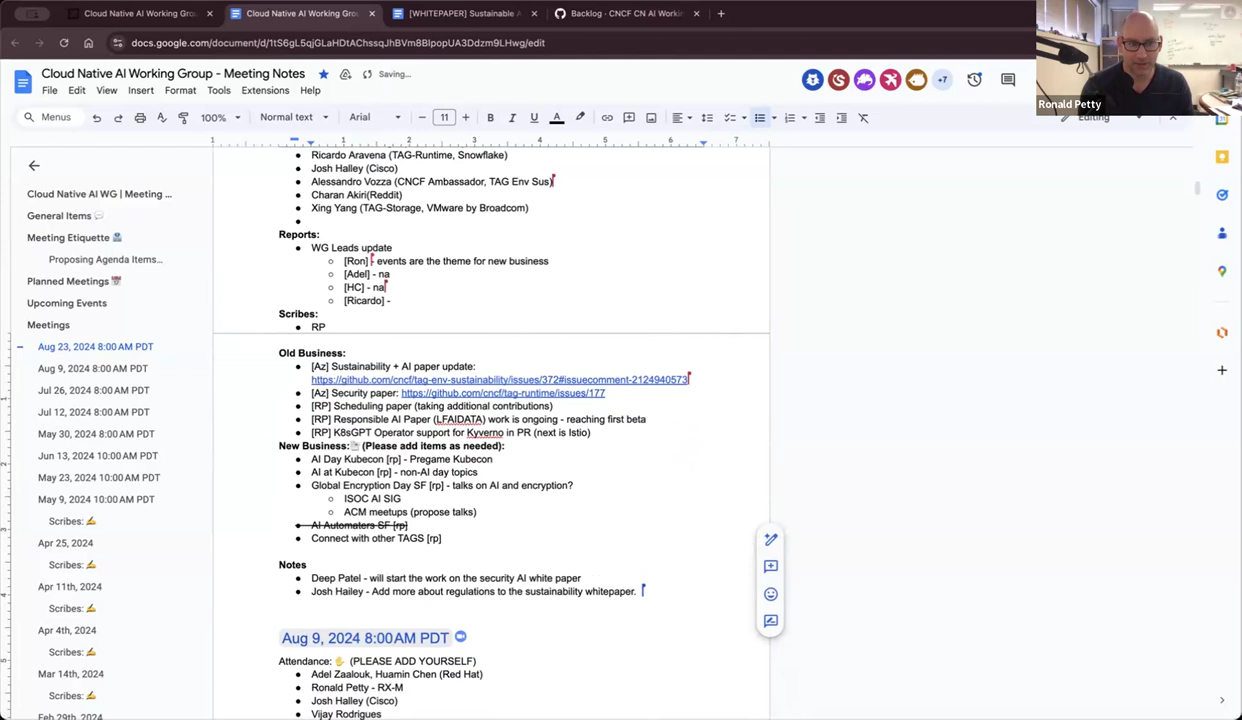 Cloud Native AI Working Gro
Cloud Native AI Working Gro
[WHITEPAPER] Sustainable A
Backlog · CNCF CN AI Workin
docs.google.com/document/d/1tS6gL5qjGLaHDtAChssqJhBVm8BIpopUA3Ddzm9LHwg/edit
Cloud Native AI Working Group - Meeting Notes
Saving...
+7
File Edit View Insert Format Tools Extensions Help
Menus
100%
Normal text
Arial
11
Editing
Ronald Petty
Cloud Native AI WG | Meeting ...
General Items
Meeting Etiquette
Proposing Agenda Items...
Planned Meetings
Upcoming Events
Meetings
Aug 23, 2024 8:00AM PDT
Aug 9, 2024 8:00AM PDT
Jul 26, 2024 8:00AM PDT
Jul 12, 2024 8:00AM PDT
May 30, 2024 8:00 AM PDT
Jun 13, 2024 10:00AM PDT
May 23, 2024 10:00AM PDT
May 9, 2024 10:00AM PDT
Scribes:
Apr 25, 2024
Scribes:
Apr 11th, 2024
Scribes:
Apr 4th, 2024
Scribes:
Mar 14th, 2024
Scribes:
Feb 29th, 2024
Ricardo Aravena (TAG-Runtime, Snowflake)
Josh Halley (Cisco)
Alessandro Vozza (CNCF Ambassador, TAG Env Sus)
Charan Akiri(Reddit)
Xing Yang (TAG-Storage, VMware by Broadcom)
Reports:
WG Leads update
[Ron] - events are the theme for new business
[Adel] - na
[HC] - na
[Ricardo] -
Scribes:
RP
Old Business:
[Az] Sustainability + AI paper update:
https://github.com/cncf/tag-env-sustainability/issues/372#issuecomment-2124940573
[Az] Security paper: https://github.com/cncf/tag-runtime/issues/177
[RP] Scheduling paper (taking additional contributions)
[RP] Responsible AI Paper (LFAIDATA) work is ongoing - reaching first beta
[RP] K8sGPT Operator support for Kyverno in PR (next is Istio)
New Business: (Please add items as needed):
AI Day Kubecon [rp] - Pregame Kubecon
AI at Kubecon [rp] - non-AI day topics
Global Encryption Day SF [rp] - talks on AI and encryption?
ISOC AI SIG
ACM meetups (propose talks)
AI Automaters SF [rp]
Connect with other TAGS [rp]
Notes
Deep Patel - will start the work on the security AI white paper
Josh Hailey - Add more about regulations to the sustainability whitepaper.
Aug 9, 2024 8:00AM PDT
Attendance: (PLEASE ADD YOURSELF)
Adel Zaalouk, Huamin Chen (Red Hat)
Ronald Petty - RX-M
Josh Halley (Cisco)
Vijay Rodrigues